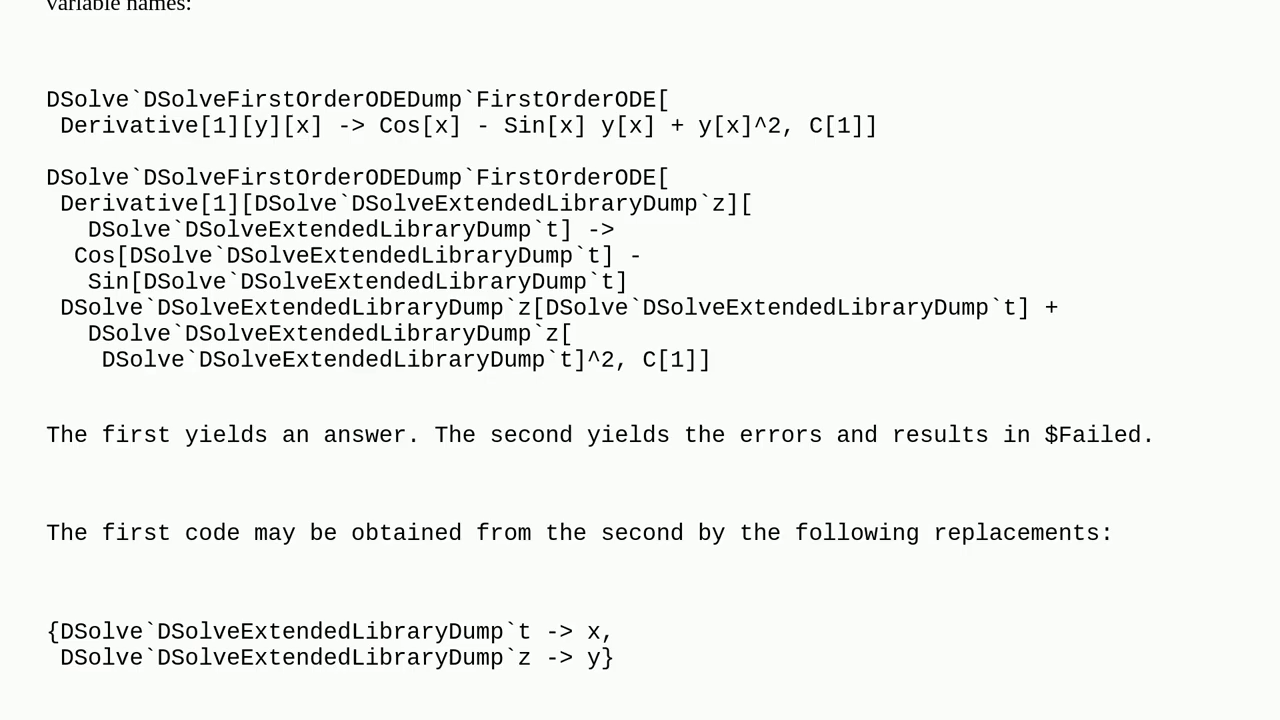 variable names:
DSolve`DSolveFirstOrderODEDump`FirstOrderODE[
Derivative[1][y][x] -> Cos[x] - Sin[x] y[x] + y[x]^2, C[1]]
DSolve`DSolveFirstOrderODEDump`FirstOrderODE[
Derivative[1][DSolve`DSolveExtendedLibraryDump`z][
DSolve`DSolveExtendedLibraryDump`t] ->
Cos[DSolve`DSolveExtendedLibraryDump`t] -
Sin[DSolve`DSolveExtendedLibraryDump`t]
DSolve`DSolveExtendedLibraryDump`z[DSolve`DSolveExtendedLibraryDump`t] +
DSolve`DSolveExtendedLibraryDump`z[
DSolve`DSolveExtendedLibraryDump`t]^2, C[1]]
The first yields an answer. The second yields the errors and results in $Failed.
The first code may be obtained from the second by the following replacements:
{DSolve`DSolveExtendedLibraryDump`t -> x,
DSolve`DSolveExtendedLibraryDump`z -> y}